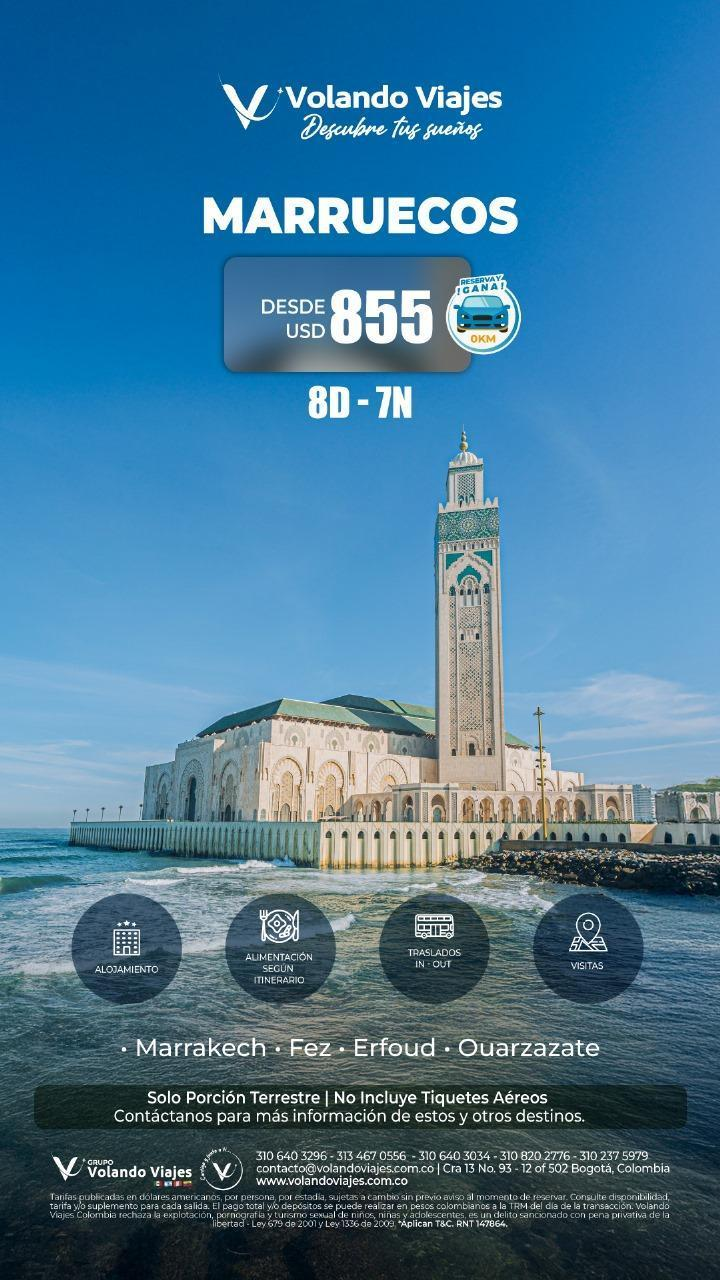 Volando Viajes
Descubre tus sueños
MARRUECOS
DESDE
USD 855
RESERVA Y
¡GANA!
0KM
8D - 7N
ALOJAMIENTO
ALIMENTACIÓN
SEGÚN
ITINERARIO
TRASLADOS
IN - OUT
VISITAS
• Marrakech • Fez • Erfoud • Ouarzazate
Solo Porción Terrestre | No Incluye Tiquetes Aéreos
Contáctanos para más información de estos y otros destinos.
GRUPO
Volando Viajes
310 640 3296 - 313 467 0556 - 310 640 3034 - 310 820 2776 - 310 237 5979
contacto@volandoviajes.com.co | Cra 13 No. 93 - 12 of 502 Bogotá, Colombia
www.volandoviajes.com.co
Tarifas publicadas en dólares americanos, por persona, por estadía, sujetas a cambio sin previo aviso al momento de reservar. Consulte disponibilidad,
tarifa y/o suplemento para cada salida. El pago total y/o depósitos se puede realizar en pesos colombianos a la TRM del día de la transacción. Volando
Viajes Colombia rechaza la explotación, pornografía y turismo sexual de niños, niñas y adolescentes, es un delito sancionado con pena privativa de la
libertad - Ley 679 de 2001 y Ley 1336 de 2009. *Aplican T&C. RNT 147864.